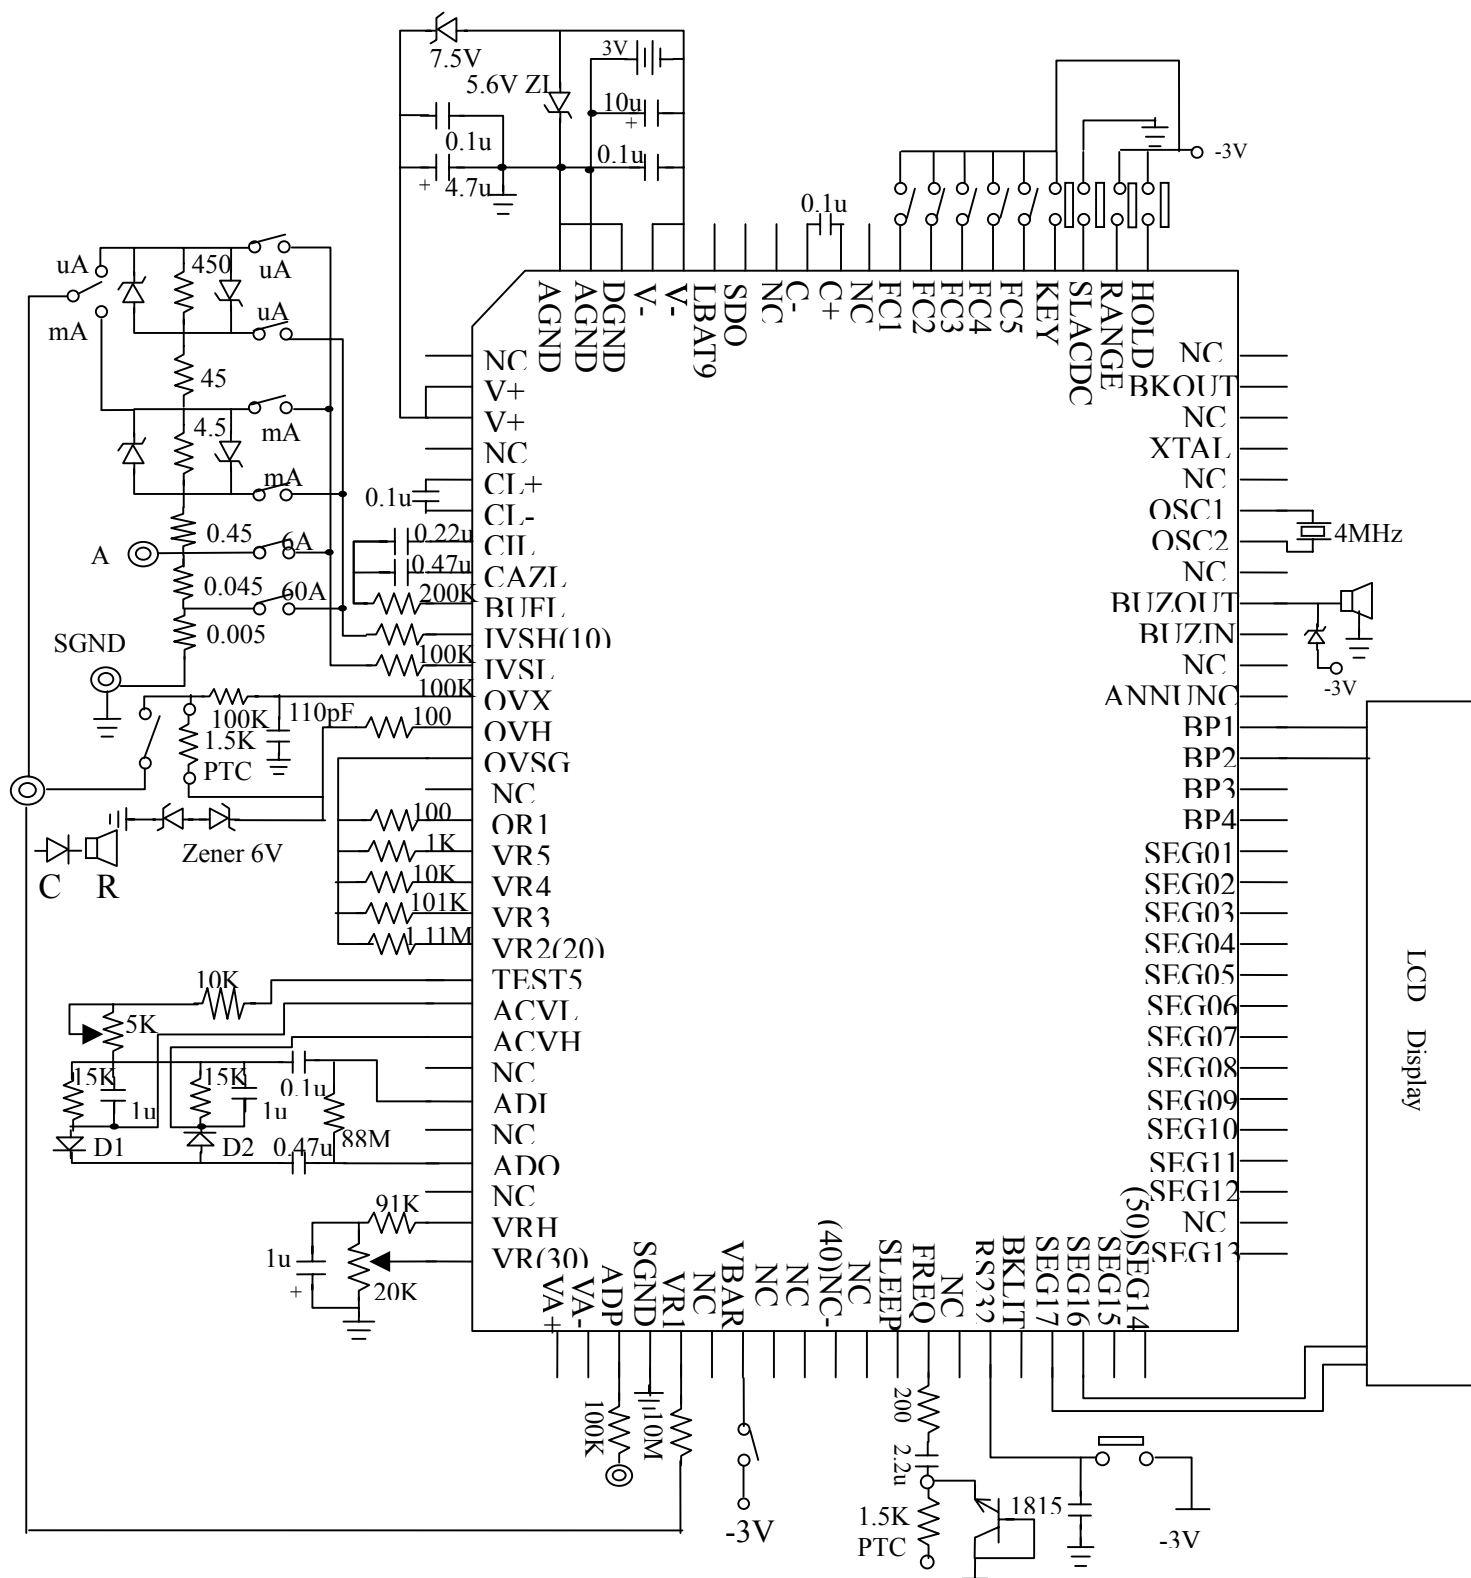 7.5V
3V
5.6V ZI
10u
+
0.1u
0.1u
+
4.7u
-3V
0.1u
uA
450
uA
uA
mA
45
mA
4.5
mA
0.45
A
6A
0.045
60A
0.005
SGND
100K
110pF
1.5K
PTC
Zener 6V
C R
AGND
AGND
DGND
V-
V-
LBAT9
SDO
NC
C-
C+
NC
FC1
FC2
FC3
FC4
FC5
KEY
SLACDC
RANGE
HOLD
NC
V+
V+
NC
0.1u
CL+
CL-
0.22u
CIL
0.47u
CAZL
200K
BUFL
IVSH(10)
100K
IVSL
100K
OVX
100
OVH
OVSG
NC
100
OR1
1K
VR5
10K
VR4
101K
VR3
1.11M
VR2(20)
10K
TEST5
ACVL
5K
ACVH
NC
15K
1u
15K
1u
0.1u
ADI
88M
NC
D1
D2
0.47u
ADO
NC
91K
VRH
1u
+
20K
VR(30)
NC
BKOUT
NC
XTAL
NC
OSC1
OSC2
4MHz
NC
BUZOUT
BUZIN
NC
-3V
ANNUNC
BP1
BP2
BP3
BP4
SEG01
SEG02
SEG03
SEG04
SEG05
SEG06
SEG07
SEG08
SEG09
SEG10
SEG11
SEG12
NC
SEG13
LCD Display
VA+
VA-
ADP
SGND
VR1
NC
VBAR
NC
NC
(40)NC-
NC
SLEEP
FREQ
NC
RS232
BKLIT
SEG17
SEG16
SEG15
(50)SEG14
100K
10M
-3V
200
2.2u
1.5K
PTC
1815
-3V